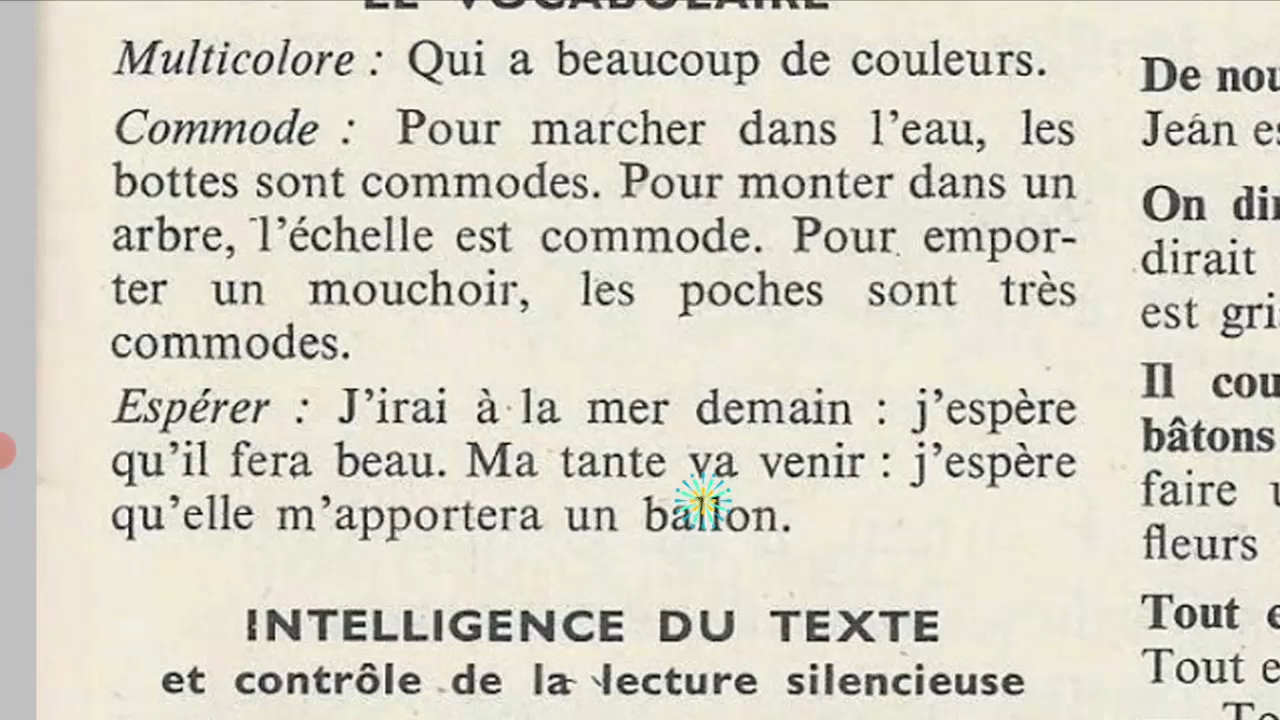 LE VOCABULAIRE
Multicolore : Qui a beaucoup de couleurs.
Commode : Pour marcher dans l'eau, les
bottes sont commodes. Pour monter dans un
arbre, l'échelle est commode. Pour empor-
ter un mouchoir, les poches sont très
commodes.
Espérer : J'irai à la mer demain : j'espère
qu'il fera beau. Ma tante va venir : j'espère
qu'elle m'apportera un ballon.
INTELLIGENCE DU TEXTE
et contrôle de la lecture silencieuse
De nou
Jean es
On dir
dirait
est gri
Il cou
bâtons
faire u
fleurs
Tout e
Tout e
To